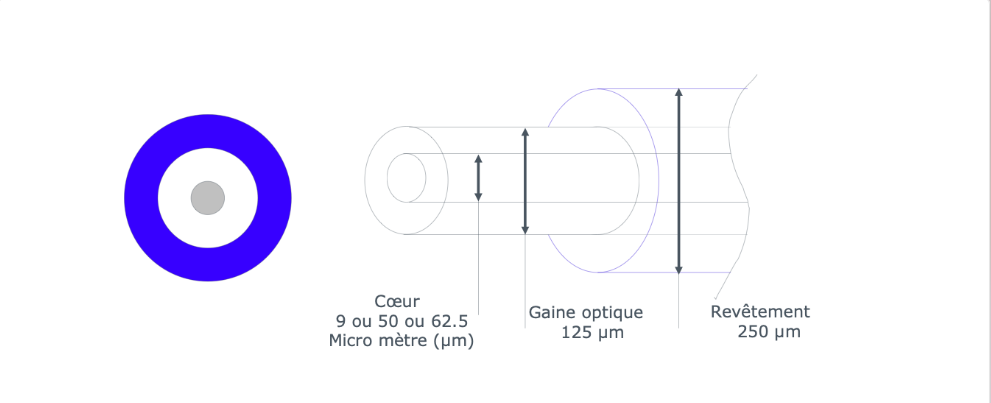 Cœur
9 ou 50 ou 62.5
Micro mètre (µm)
Gaine optique
125 µm
Revêtement
250 µm